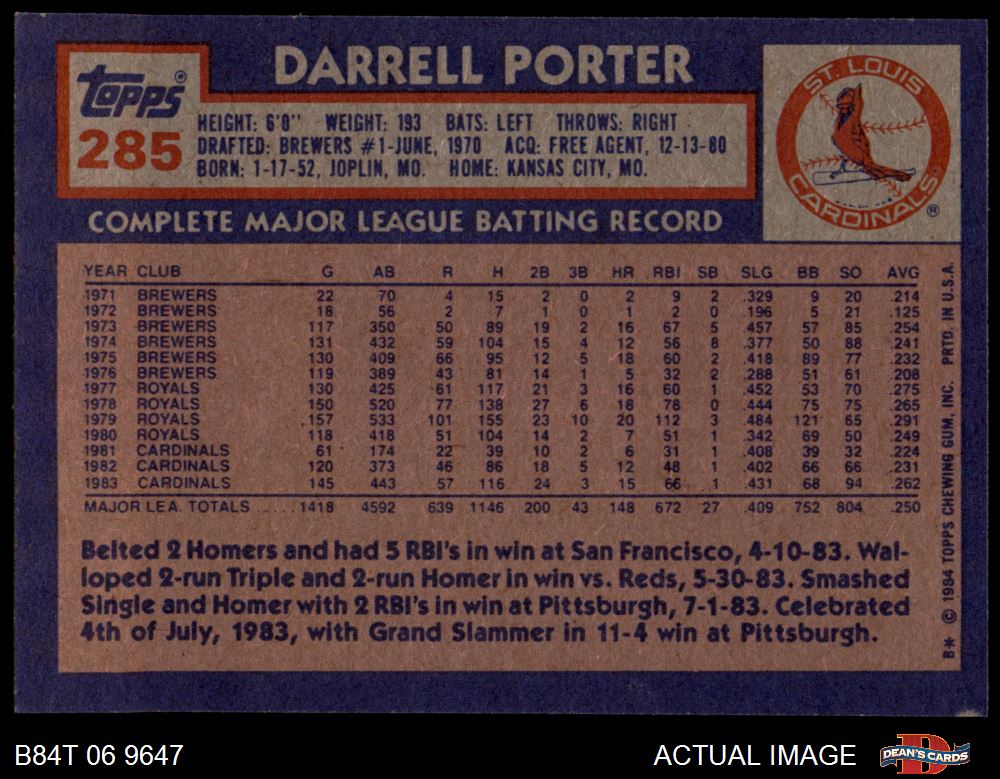 DARRELL PORTER
topps®
285
HEIGHT: 6'0" WEIGHT: 193 BATS: LEFT THROWS: RIGHT
DRAFTED: BREWERS #1-JUNE, 1970 ACQ: FREE AGENT, 12-13-80
BORN: 1-17-52, JOPLIN, MO. HOME: KANSAS CITY, MO.
ST. LOUIS
CARDINALS
®
COMPLETE MAJOR LEAGUE BATTING RECORD
YEAR CLUB G AB R H 2B 3B HR RBI SB SLG BB SO AVG
1971 BREWERS 22 70 4 15 2 0 2 9 2 .329 9 20 .214
1972 BREWERS 18 56 2 7 1 0 1 2 0 .196 5 21 .125
1973 BREWERS 117 350 50 89 19 2 16 67 5 .457 57 85 .254
1974 BREWERS 131 432 59 104 15 4 12 56 8 .377 50 88 .241
1975 BREWERS 130 409 66 95 12 5 18 60 2 .418 89 77 .232
1976 BREWERS 119 389 43 81 14 1 5 32 2 .288 51 61 .208
1977 ROYALS 130 425 61 117 21 3 16 60 1 .452 53 70 .275
1978 ROYALS 150 520 77 138 27 6 18 78 0 .444 75 75 .265
1979 ROYALS 157 533 101 155 23 10 20 112 3 .484 121 65 .291
1980 ROYALS 118 418 51 104 14 2 7 51 1 .342 69 50 .249
1981 CARDINALS 61 174 22 39 10 2 6 31 1 .408 39 32 .224
1982 CARDINALS 120 373 46 86 18 5 12 48 1 .402 66 66 .231
1983 CARDINALS 145 443 57 116 24 3 15 66 1 .431 68 94 .262
MAJOR LEA. TOTALS ..... 1418 4592 639 1146 200 43 148 672 27 .409 752 804 .250
Belted 2 Homers and had 5 RBI's in win at San Francisco, 4-10-83. Wal-
loped 2-run Triple and 2-run Homer in win vs. Reds, 5-30-83. Smashed
Single and Homer with 2 RBI's in win at Pittsburgh, 7-1-83. Celebrated
4th of July, 1983, with Grand Slammer in 11-4 win at Pittsburgh.
B* © 1984 TOPPS CHEWING GUM, INC. PRTD. IN U.S.A.
B84T 06 9647
ACTUAL IMAGE
DEAN'S CARDS